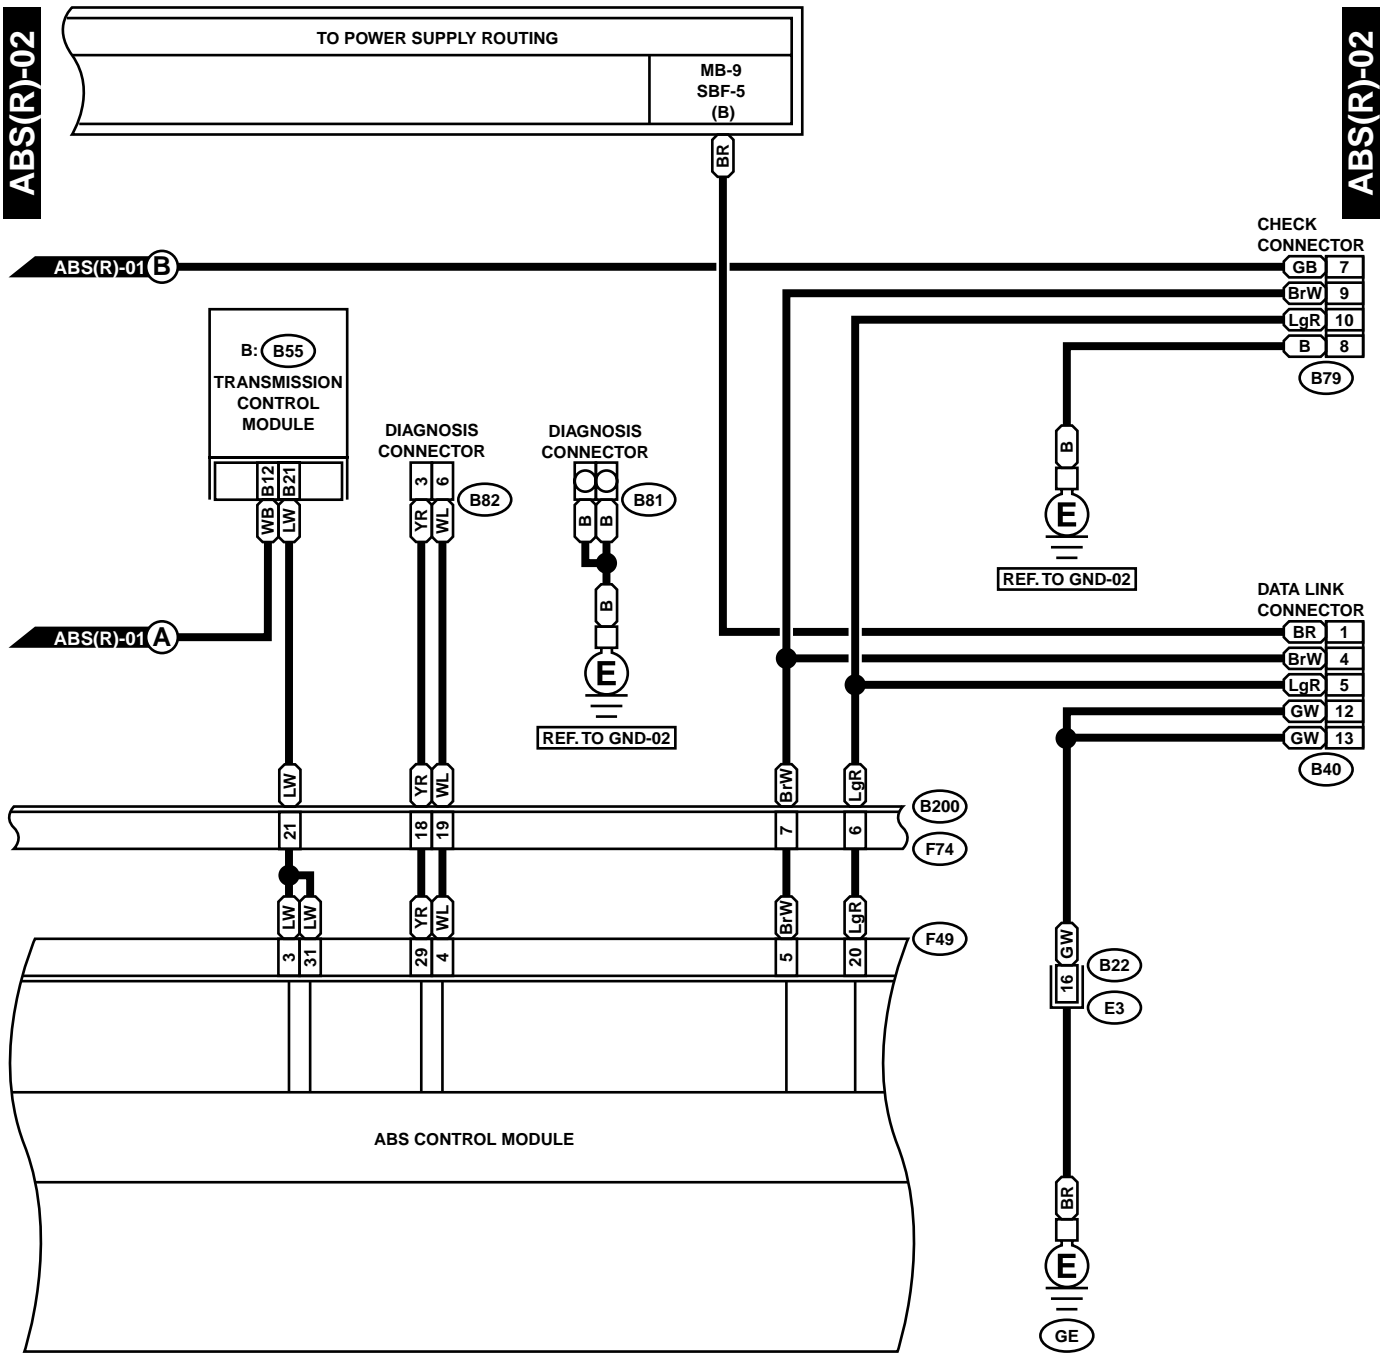 ABS(R)-02
TO POWER SUPPLY ROUTING
MB-9
SBF-5
(B)
BR
ABS(R)-02
CHECK
CONNECTOR
ABS(R)-01 B
GB 7
BrW 9
LgR 10
B 8
B79
B: B55
TRANSMISSION
CONTROL
MODULE
B12 B21
WB LW
DIAGNOSIS
CONNECTOR
3 6
B82
YR WL
DIAGNOSIS
CONNECTOR
B81
B B
B
E
REF. TO GND-02
B
E
REF. TO GND-02
ABS(R)-01 A
DATA LINK
CONNECTOR
BR 1
BrW 4
LgR 5
GW 12
GW 13
B40
LW YR WL BrW LgR
B200
21 18 19 7 6
F74
LW LW YR WL BrW LgR
F49
3 31 29 4 5 20
GW
16
B22
E3
ABS CONTROL MODULE
BR
E
GE